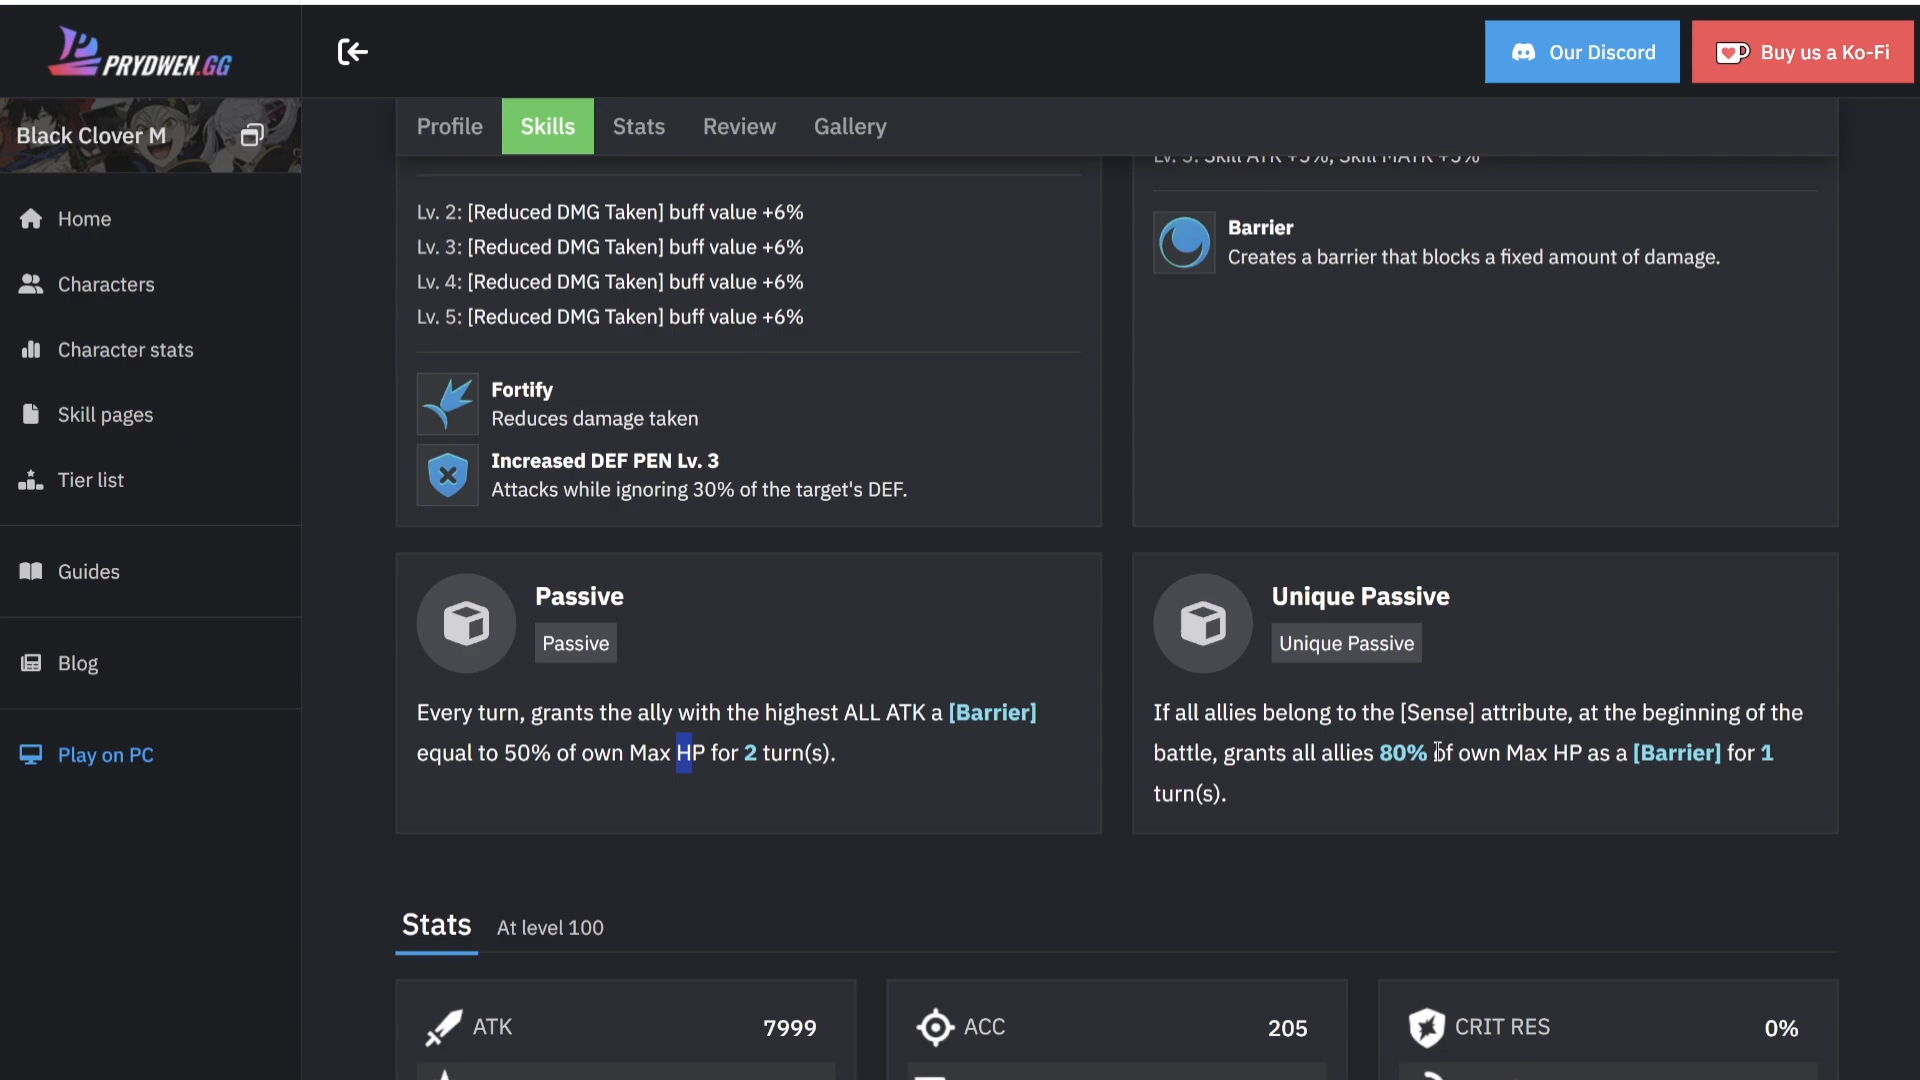 PRYDWEN.GG
Our Discord
Buy us a Ko-Fi
Black Clover M
Profile
Skills
Stats
Review
Gallery
Home
Characters
Character stats
Skill pages
Tier list
Guides
Blog
Play on PC
Lv. 2: [Reduced DMG Taken] buff value +6%
Lv. 3: [Reduced DMG Taken] buff value +6%
Lv. 4: [Reduced DMG Taken] buff value +6%
Lv. 5: [Reduced DMG Taken] buff value +6%
Fortify
Reduces damage taken
Increased DEF PEN Lv. 3
Attacks while ignoring 30% of the target's DEF.
Barrier
Creates a barrier that blocks a fixed amount of damage.
Passive
Passive
Every turn, grants the ally with the highest ALL ATK a [Barrier]
equal to 50% of own Max HP for 2 turn(s).
Unique Passive
Unique Passive
If all allies belong to the [Sense] attribute, at the beginning of the
battle, grants all allies 80% of own Max HP as a [Barrier] for 1
turn(s).
Stats
At level 100
ATK 7999
ACC 205
CRIT RES 0%